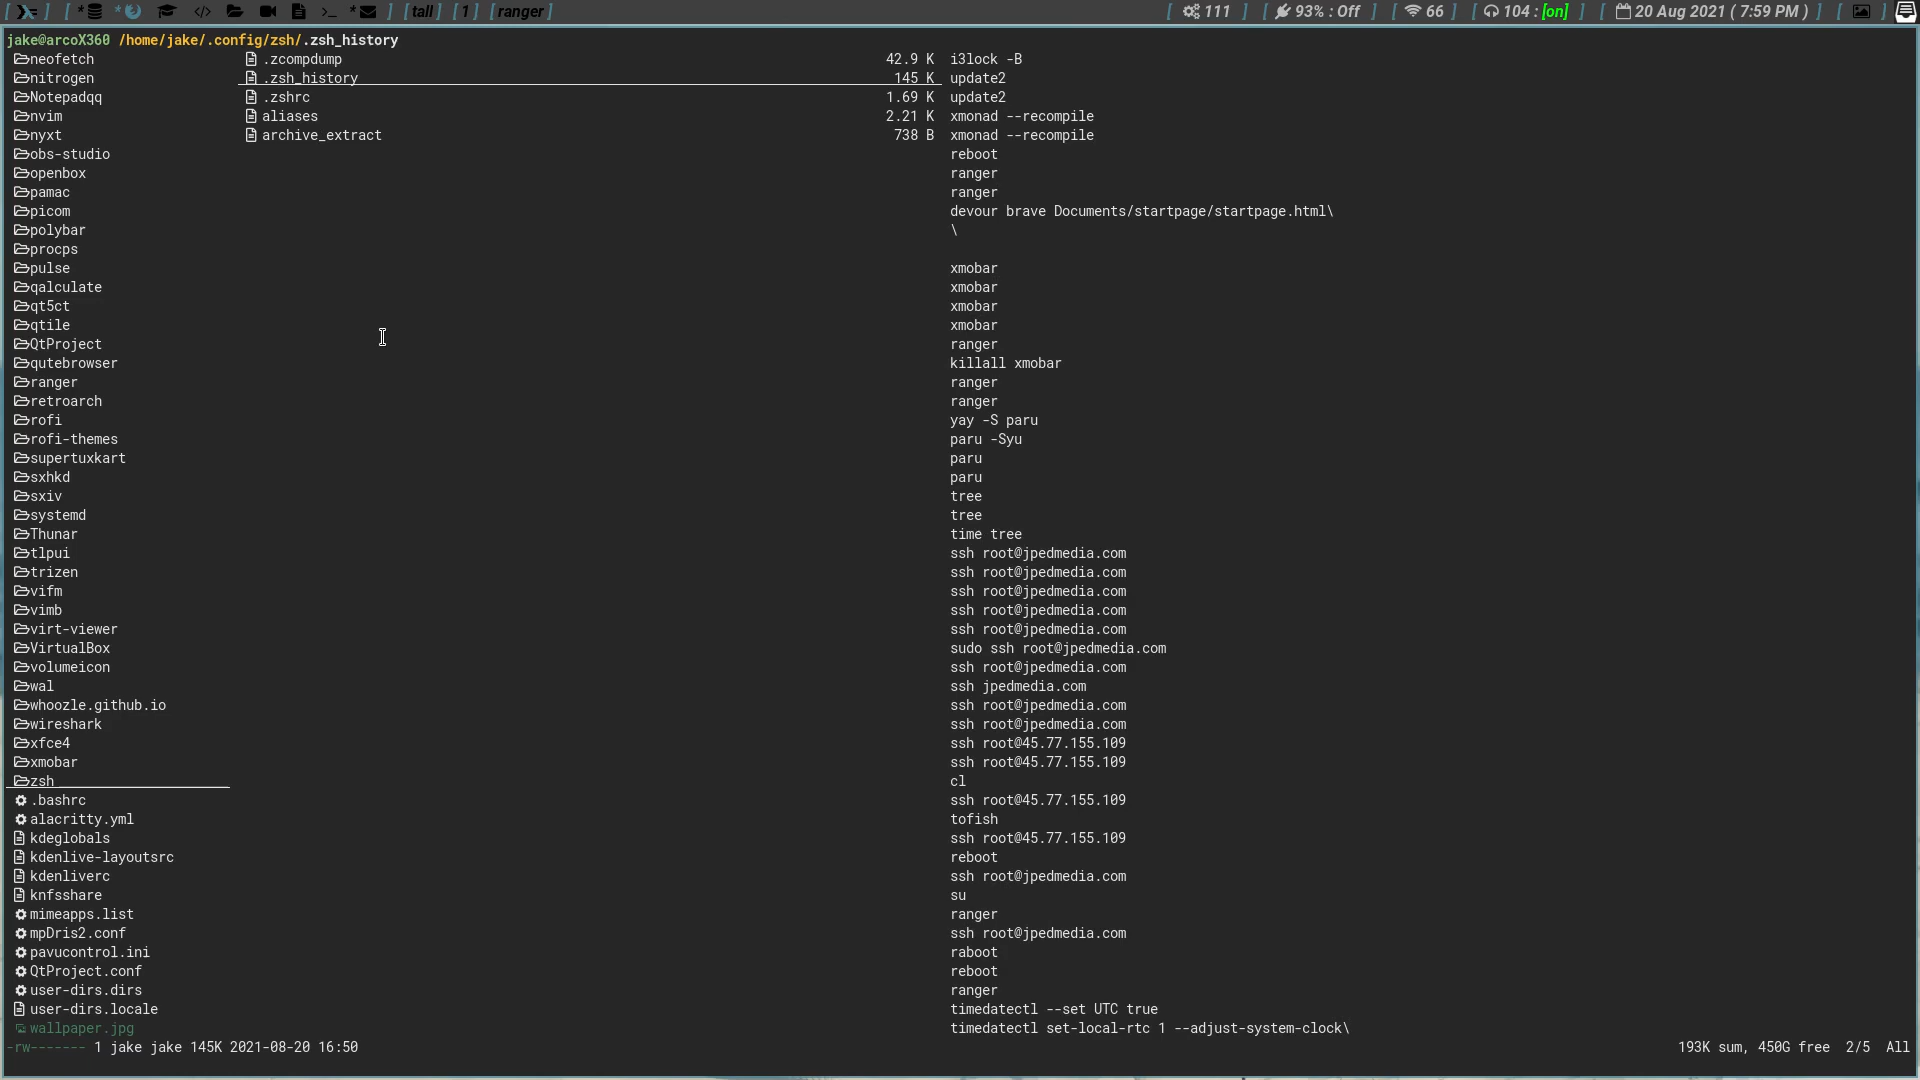 [ ] [ * * >_ * ] [tall] [1] [ranger] [ 111 ] [ 93% : Off ] [ 66 ] [ 104 : [on] ] [ 20 Aug 2021 ( 7:59 PM ) ] [ ]
jake@arcoX360 /home/jake/.config/zsh/.zsh_history
neofetch
nitrogen
Notepadqq
nvim
nyxt
obs-studio
openbox
pamac
picom
polybar
procps
pulse
qalculate
qt5ct
qtile
QtProject
qutebrowser
ranger
retroarch
rofi
rofi-themes
supertuxkart
sxhkd
sxiv
systemd
Thunar
tlpui
trizen
vifm
vimb
virt-viewer
VirtualBox
volumeicon
wal
whoozle.github.io
wireshark
xfce4
xmobar
zsh
.bashrc
alacritty.yml
kdeglobals
kdenlive-layoutsrc
kdenliverc
knfsshare
mimeapps.list
mpDris2.conf
pavucontrol.ini
QtProject.conf
user-dirs.dirs
user-dirs.locale
wallpaper.jpg
.zcompdump 42.9 K
.zsh_history 145 K
.zshrc 1.69 K
aliases 2.21 K
archive_extract 738 B
i3lock -B
update2
update2
xmonad --recompile
xmonad --recompile
reboot
ranger
ranger
devour brave Documents/startpage/startpage.html\
\
xmobar
xmobar
xmobar
xmobar
ranger
killall xmobar
ranger
ranger
yay -S paru
paru -Syu
paru
paru
tree
tree
time tree
ssh root@jpedmedia.com
ssh root@jpedmedia.com
ssh root@jpedmedia.com
ssh root@jpedmedia.com
ssh root@jpedmedia.com
sudo ssh root@jpedmedia.com
ssh root@jpedmedia.com
ssh jpedmedia.com
ssh root@jpedmedia.com
ssh root@jpedmedia.com
ssh root@45.77.155.109
ssh root@45.77.155.109
cl
ssh root@45.77.155.109
tofish
ssh root@45.77.155.109
reboot
ssh root@jpedmedia.com
su
ranger
ssh root@jpedmedia.com
raboot
reboot
ranger
timedatectl --set UTC true
timedatectl set-local-rtc 1 --adjust-system-clock\
-rw------- 1 jake jake 145K 2021-08-20 16:50 193K sum, 450G free 2/5 All